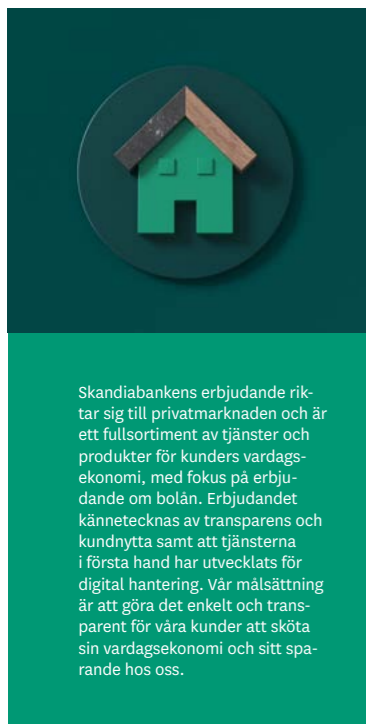 Skandiabankens erbjudande rik-
tar sig till privatmarknaden och är
ett fullsortiment av tjänster och
produkter för kunders vardags-
ekonomi, med fokus på erbju-
dande om bolån. Erbjudandet
kännetecknas av transparens och
kundnytta samt att tjänsterna
i första hand har utvecklats för
digital hantering. Vår målsättning
är att göra det enkelt och trans-
parent för våra kunder att sköta
sin vardagsekonomi och sitt spa-
rande hos oss.